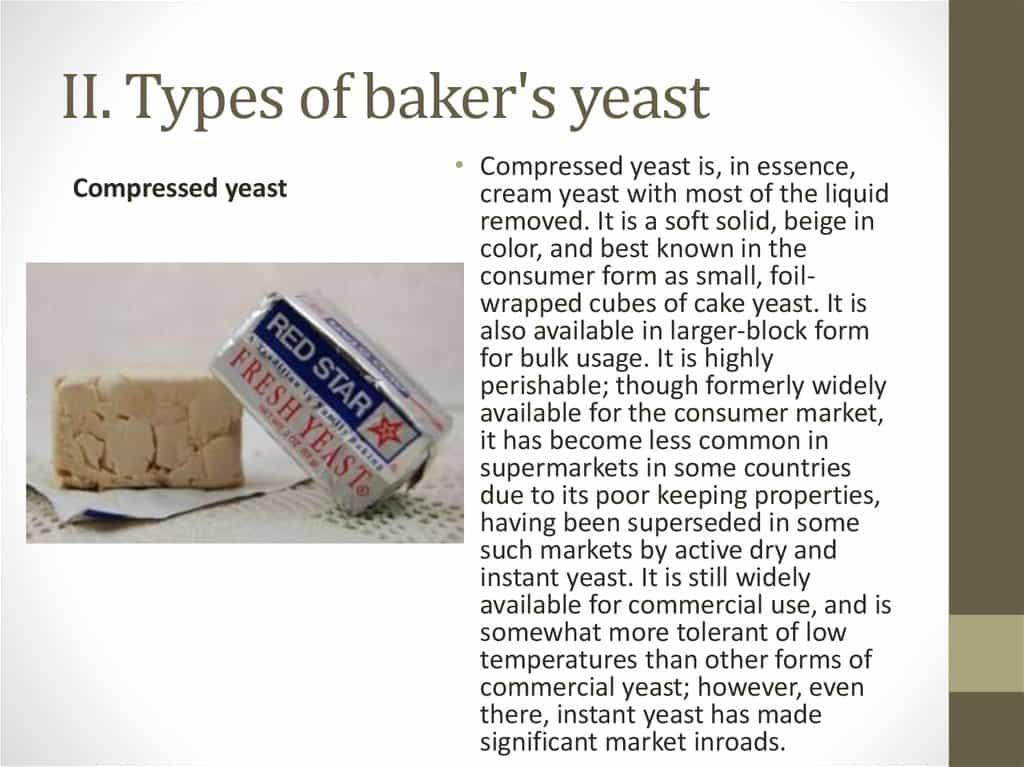 II. Types of baker's yeast
Compressed yeast
RED STAR
A Tradition in Family Baking
FRESH YEAST®
NET WT. 2 OZ
Compressed yeast is, in essence,
cream yeast with most of the liquid
removed. It is a soft solid, beige in
color, and best known in the
consumer form as small, foil-
wrapped cubes of cake yeast. It is
also available in larger-block form
for bulk usage. It is highly
perishable; though formerly widely
available for the consumer market,
it has become less common in
supermarkets in some countries
due to its poor keeping properties,
having been superseded in some
such markets by active dry and
instant yeast. It is still widely
available for commercial use, and is
somewhat more tolerant of low
temperatures than other forms of
commercial yeast; however, even
there, instant yeast has made
significant market inroads.